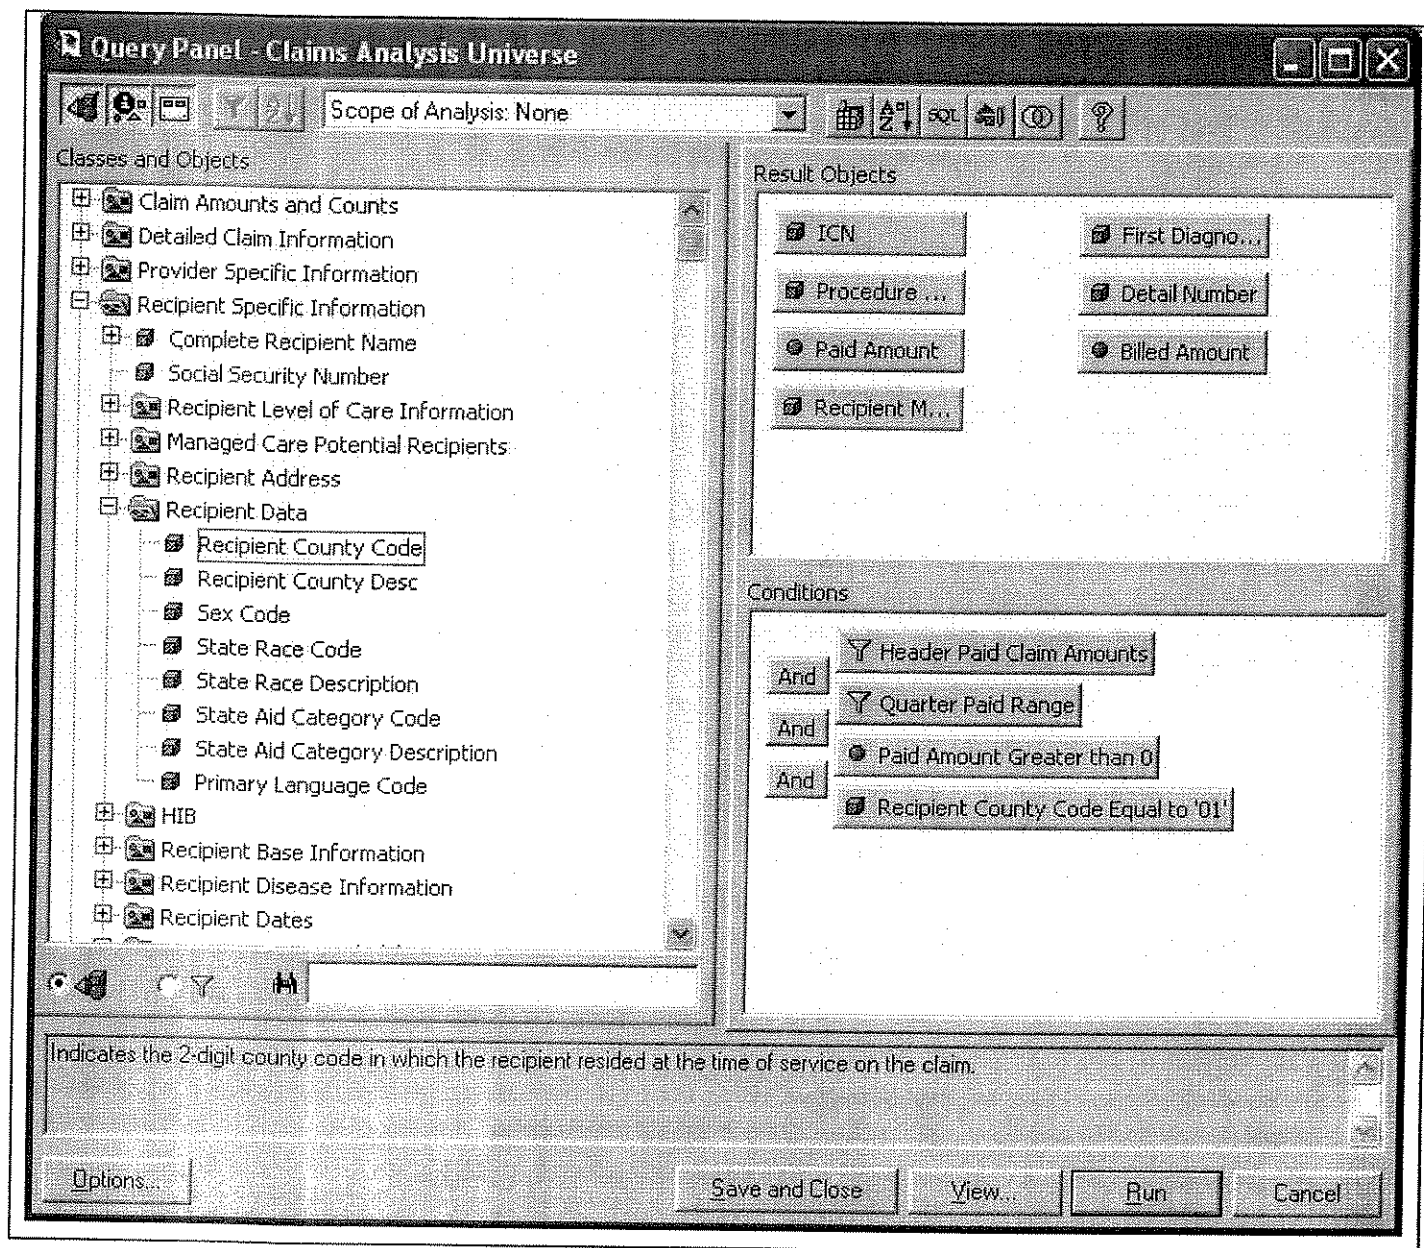 Query Panel - Claims Analysis Universe
Scope of Analysis: None
SQL
Classes and Objects
Claim Amounts and Counts
Detailed Claim Information
Provider Specific Information
Recipient Specific Information
Complete Recipient Name
Social Security Number
Recipient Level of Care Information
Managed Care Potential Recipients
Recipient Address
Recipient Data
Recipient County Code
Recipient County Desc
Sex Code
State Race Code
State Race Description
State Aid Category Code
State Aid Category Description
Primary Language Code
HIB
Recipient Base Information
Recipient Disease Information
Recipient Dates
Result Objects
ICN
First Diagno...
Procedure ...
Detail Number
Paid Amount
Billed Amount
Recipient M...
Conditions
And
And
And
Header Paid Claim Amounts
Quarter Paid Range
Paid Amount Greater than 0
Recipient County Code Equal to '01'
Indicates the 2-digit county code in which the recipient resided at the time of service on the claim.
Options...
Save and Close
View...
Run
Cancel